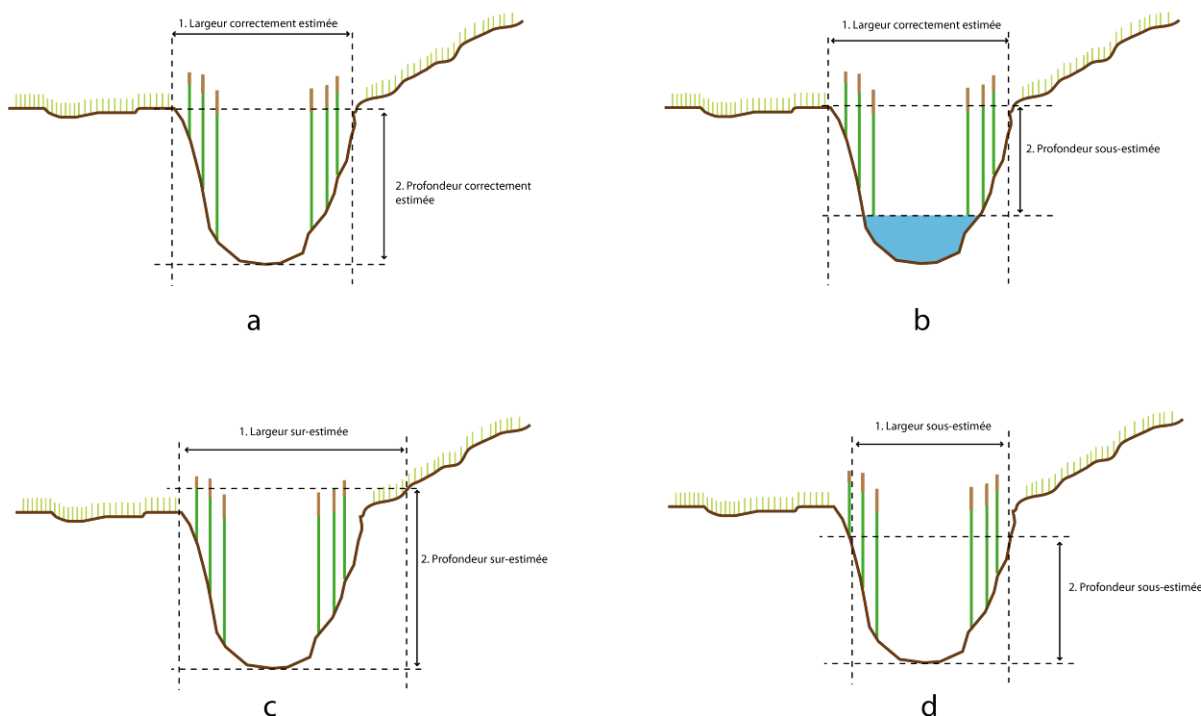 1. Largeur correctement estimée
2. Profondeur correctement
estimée
a
1. Largeur correctement estimée
2. Profondeur sous-estimée
b
1. Largeur sur-estimée
2. Profondeur sur-estimée
c
1. Largeur sous-estimée
2. Profondeur sous-estimée
d